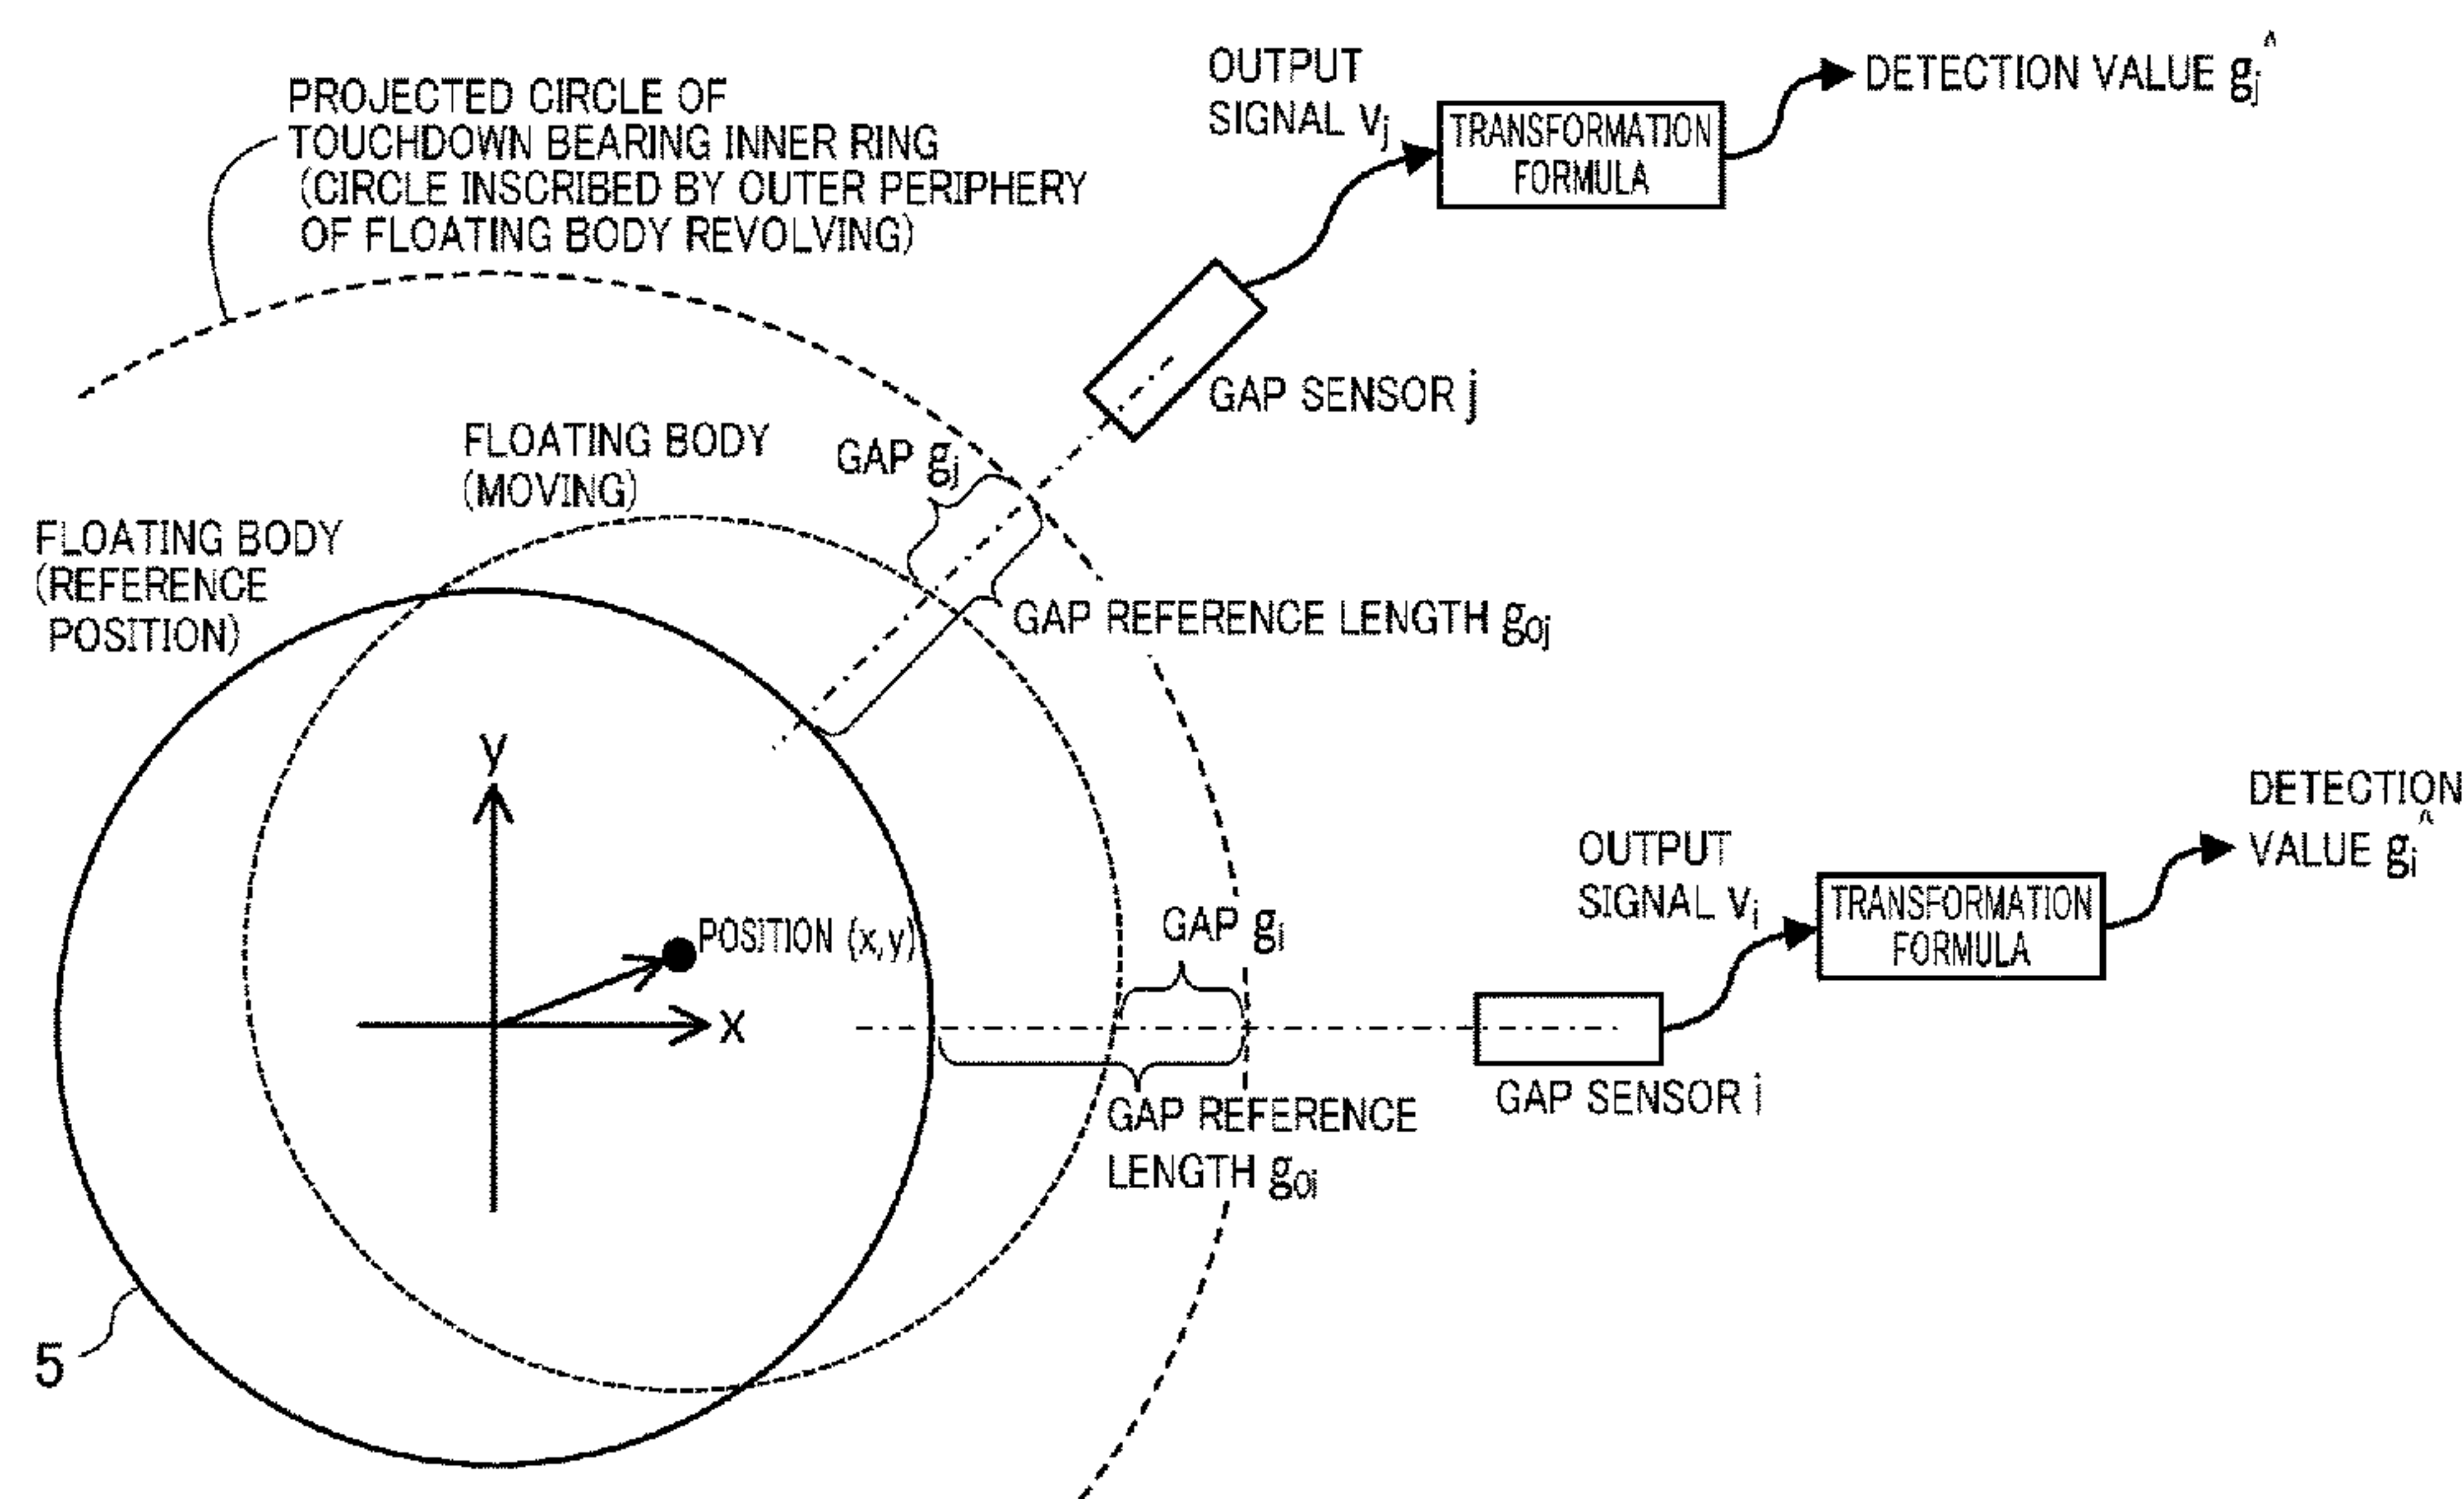 PROJECTED CIRCLE OF
TOUCHDOWN BEARING INNER RING
(CIRCLE INSCRIBED BY OUTER PERIPHERY
OF FLOATING BODY REVOLVING)
OUTPUT
SIGNAL vj
TRANSFORMATION
FORMULA
DETECTION VALUE gj^
GAP SENSOR j
FLOATING BODY
(MOVING)
GAP gj
FLOATING BODY
(REFERENCE
POSITION)
GAP REFERENCE LENGTH g0j
y
x
POSITION (x,y)
GAP gi
OUTPUT
SIGNAL vi
TRANSFORMATION
FORMULA
DETECTION
VALUE gi^
GAP SENSOR i
GAP REFERENCE
LENGTH g0i
5